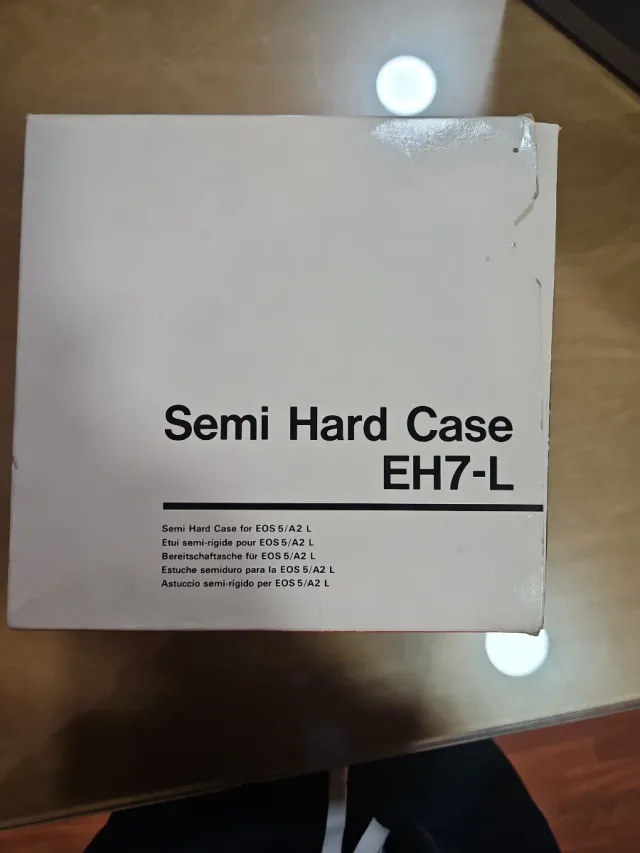 Semi Hard Case
EH7-L
Semi Hard Case for EOS 5/A2 L
Etui semi-rigide pour EOS 5/A2 L
Bereitschaftasche für EOS 5/A2 L
Estuche semiduro para la EOS 5/A2 L
Astuccio semi-rigido per EOS 5/A2 L